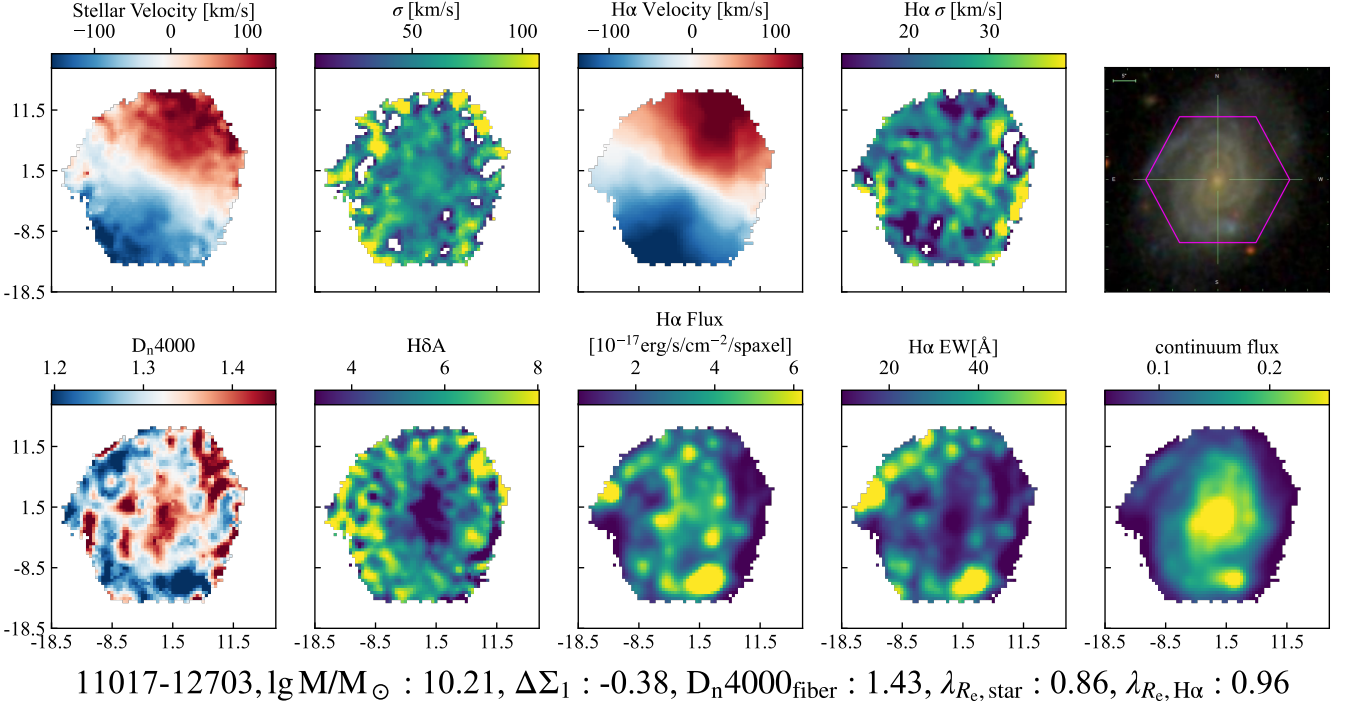 Stellar Velocity [km/s] σ [km/s] Hα Velocity [km/s] Hα σ [km/s]
−100 0 100 50 100 −100 0 100 20 30
5"
N
E
W
S
11.5
1.5
-8.5
-18.5
Hα Flux
Dn4000 HδA [10⁻¹⁷erg/s/cm⁻²/spaxel] Hα EW[Å] continuum flux
1.2 1.3 1.4 4 6 8 2 4 6 20 40 0.1 0.2
11.5
1.5
-8.5
-18.5
-18.5 -8.5 1.5 11.5 -8.5 1.5 11.5 -18.5 -8.5 1.5 11.5 -18.5 -8.5 1.5 11.5 -8.5 1.5 11.5
11017-12703, lg M/M☉ : 10.21, ΔΣ₁ : -0.38, Dn4000fiber : 1.43, λRe,star : 0.86, λRe,Hα : 0.96